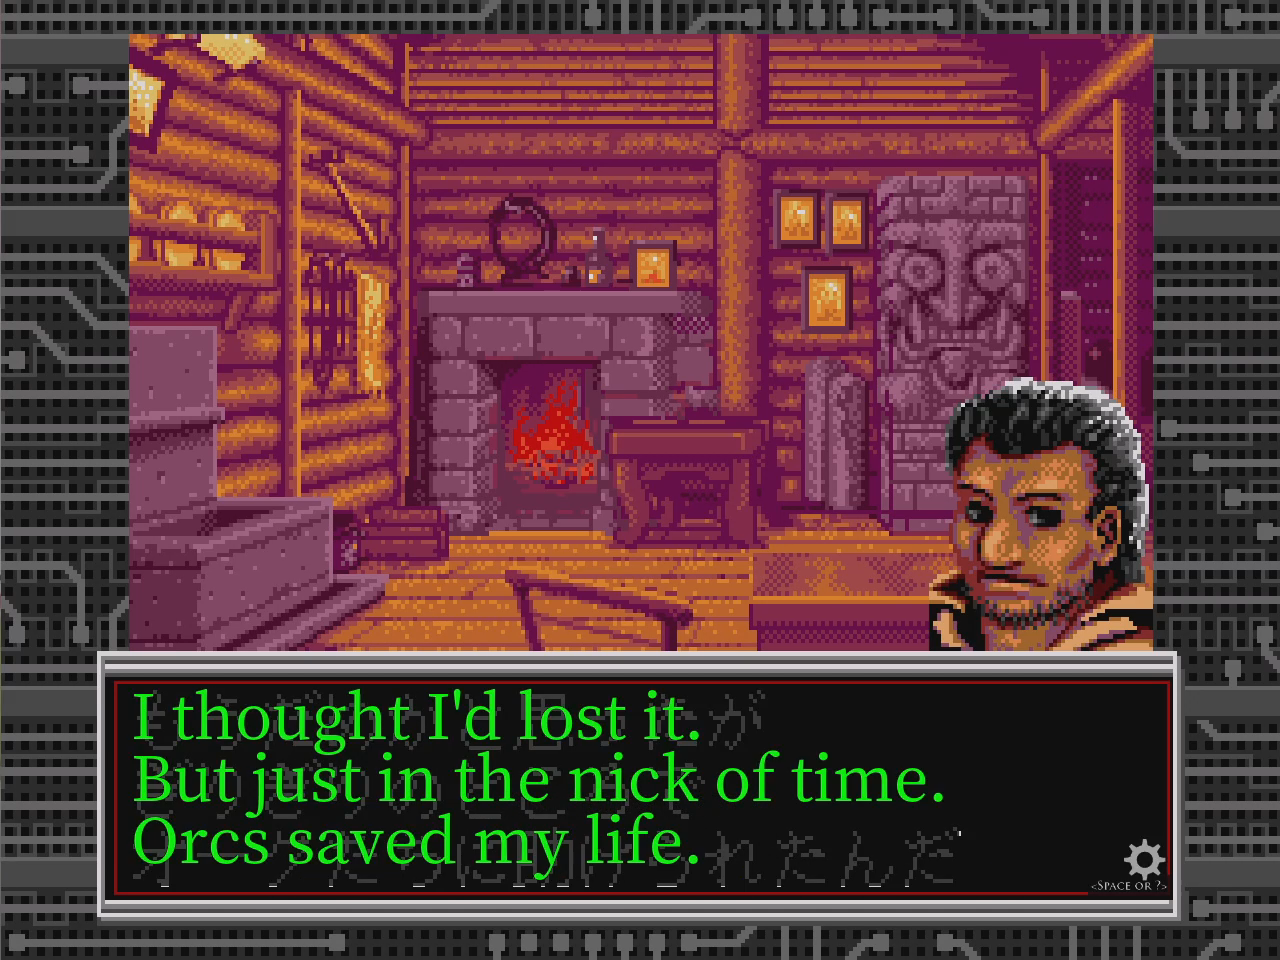 I thought I'd lost it.
But just in the nick of time.
Orcs saved my life.
<Space or ?>